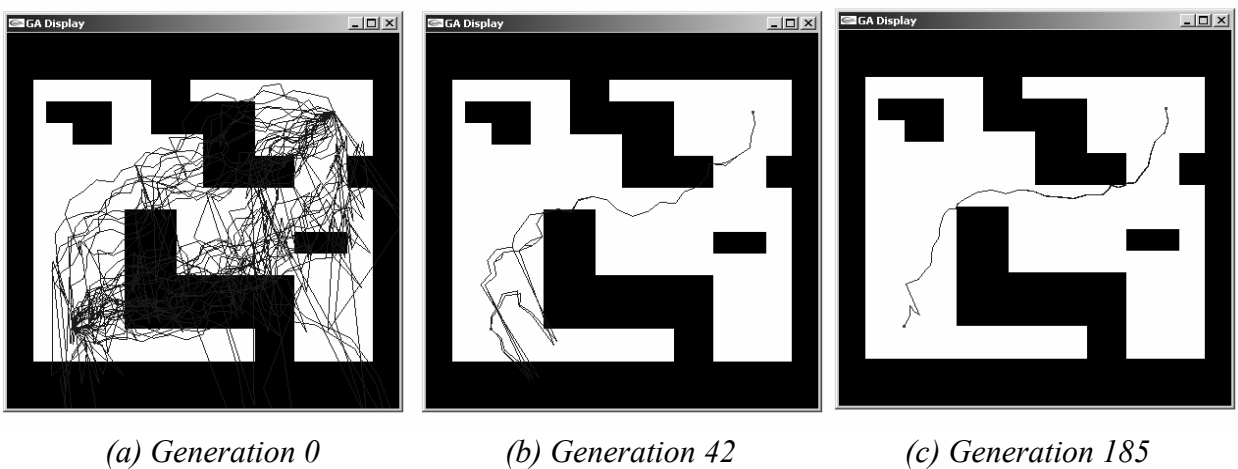 GA Display
GA Display
GA Display
(a) Generation 0
(b) Generation 42
(c) Generation 185